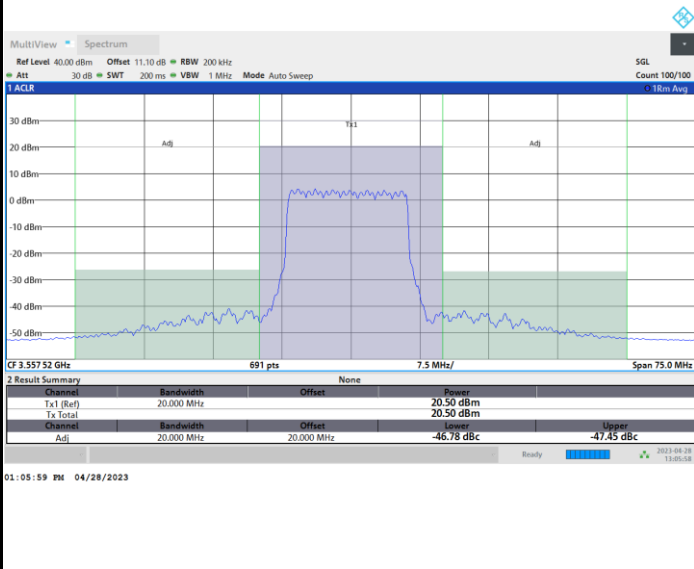 MultiView Spectrum
Ref Level 40.00 dBm Offset 11.10 dB RBW 200 kHz SGL
Att 30 dB SWT 200 ms VBW 1 MHz Mode Auto Sweep Count 100/100
1 ACLR 1Rm Avg
30 dBm
Tx1
20 dBm
Adj Adj
10 dBm
0 dBm
-10 dBm
-20 dBm
-30 dBm
-40 dBm
-50 dBm
CF 3.557 52 GHz 691 pts 7.5 MHz/ Span 75.0 MHz
2 Result Summary None
Channel Bandwidth Offset Power
Tx1 (Ref) 20.000 MHz 20.50 dBm
Tx Total 20.50 dBm
Channel Bandwidth Offset Lower Upper
Adj 20.000 MHz 20.000 MHz -46.78 dBc -47.45 dBc
Ready 2023-04-28
13:05:58
01:05:59 PM 04/28/2023